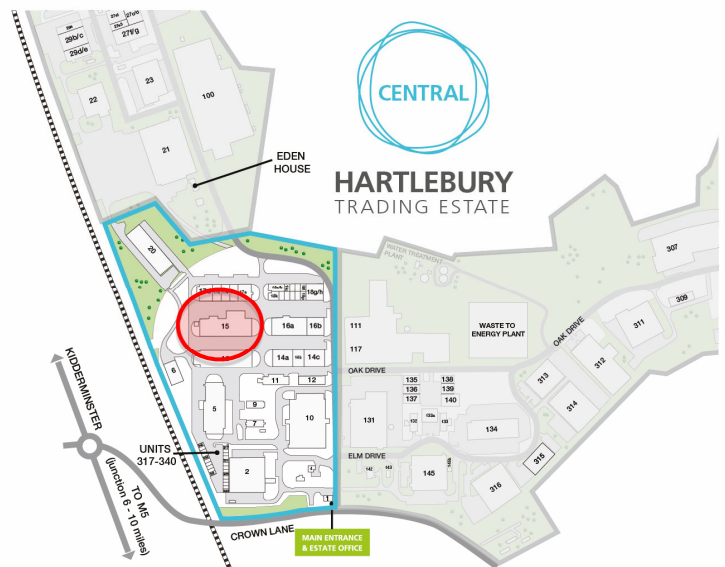 27f/g
29b/c
29d/e
23
100
22
21
CENTRAL
EDEN
HOUSE
HARTLEBURY
TRADING ESTATE
20
WATER TREATMENT
PLANT
307
309
15
16a
16b
111
117
WASTE TO
ENERGY PLANT
OAK DRIVE
311
312
313
314
6
14a
14c
OAK DRIVE
135
138
136
139
137
140
11
12
5
9
7
10
131
134
UNITS
317-340
2
ELM DRIVE
145
315
316
1
KIDDERMINSTER
TO M5
(junction 6 - 10 miles)
CROWN LANE
MAIN ENTRANCE
& ESTATE OFFICE